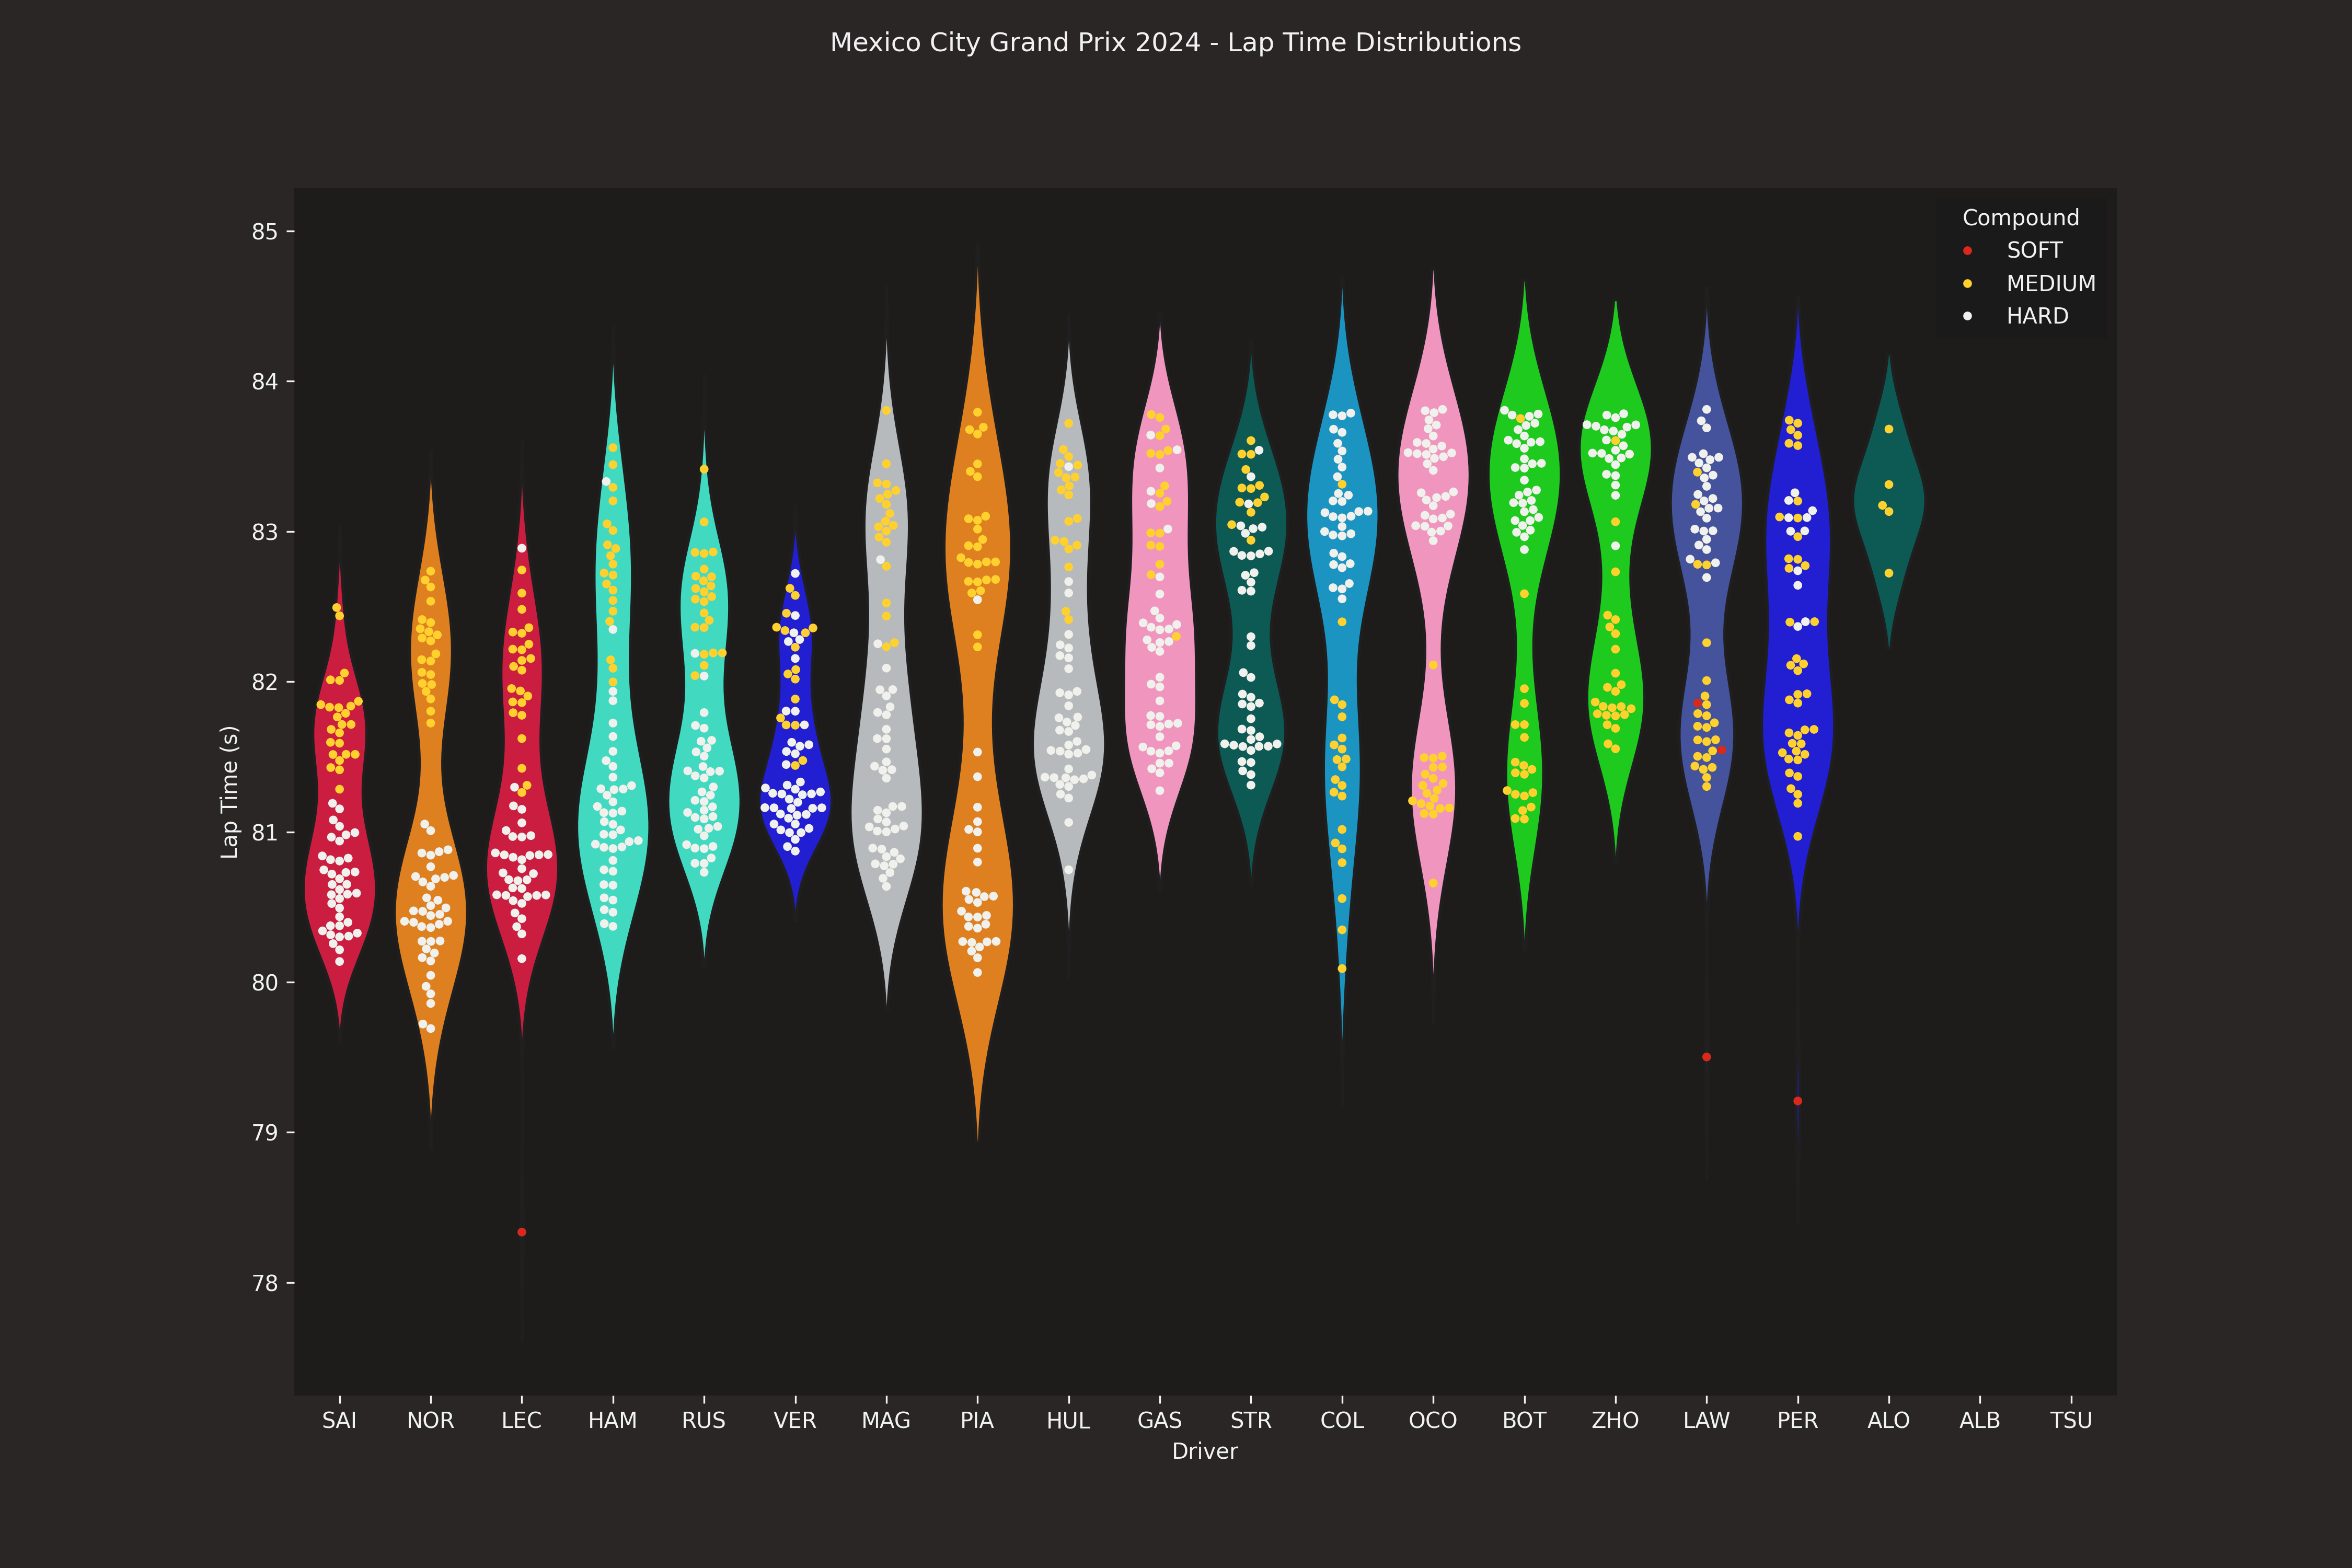 Mexico City Grand Prix 2024 - Lap Time Distributions
Compound
SOFT
MEDIUM
HARD
85
84
83
82
81
80
79
78
Lap Time (s)
SAI NOR LEC HAM RUS VER MAG PIA HUL GAS STR COL OCO BOT ZHO LAW PER ALO ALB TSU
Driver